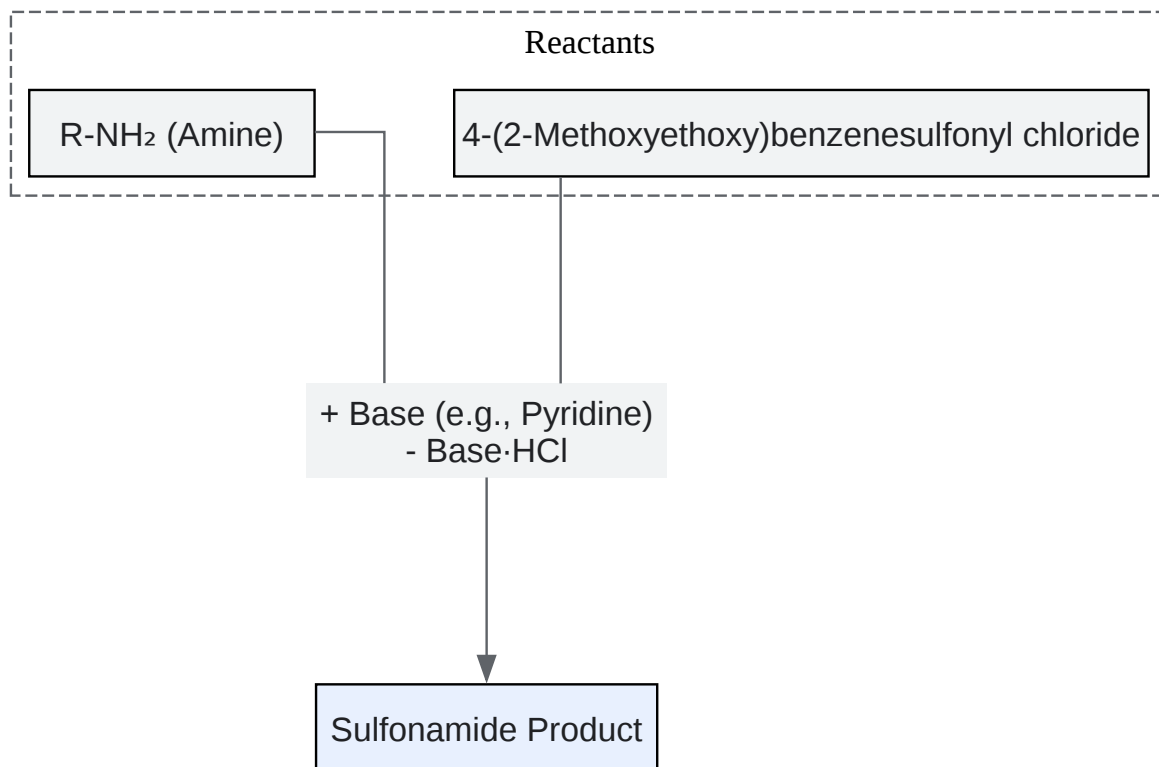 Reactants
R-NH₂ (Amine)
4-(2-Methoxyethoxy)benzenesulfonyl chloride
+ Base (e.g., Pyridine)
- Base·HCl
Sulfonamide Product